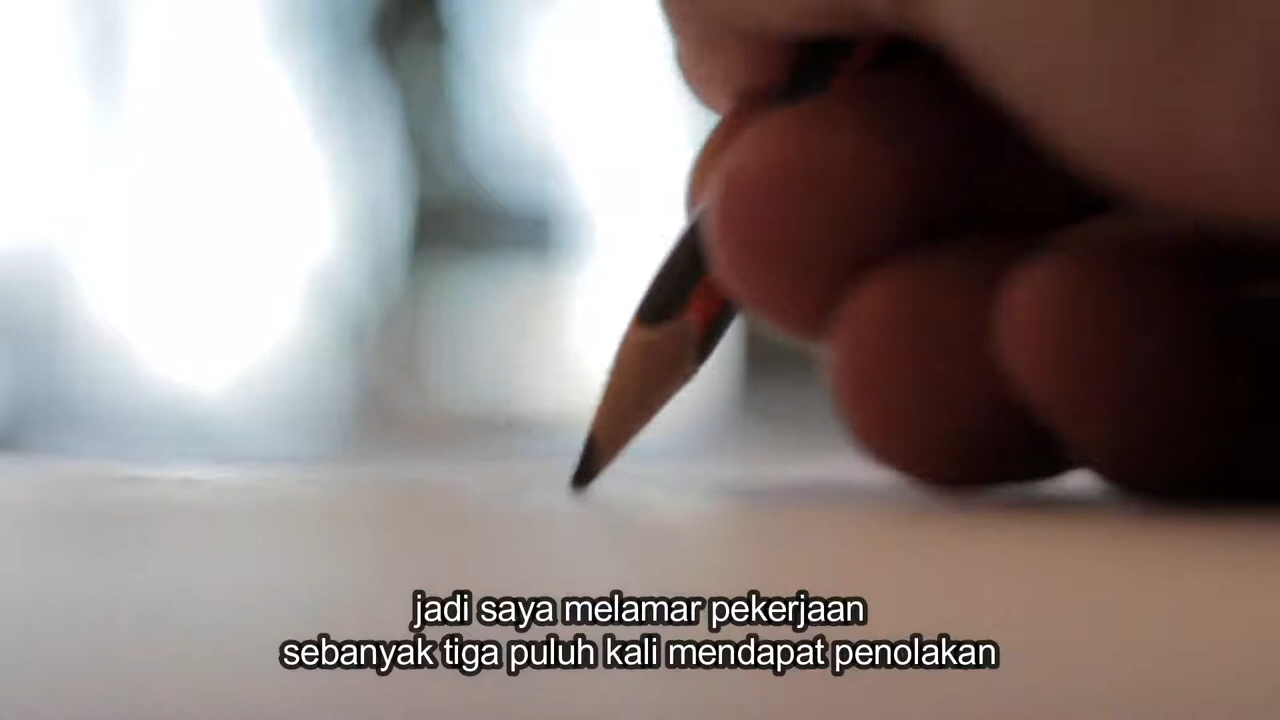 jadi saya melamar pekerjaan
sebanyak tiga puluh kali mendapat penolakan